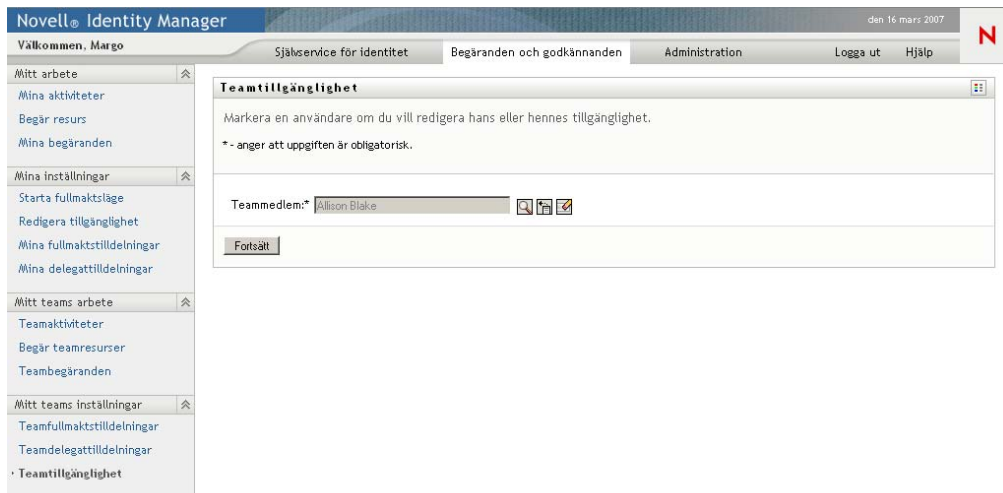 Novell® Identity Manager
den 16 mars 2007
N
Välkommen, Margo
Självservice för identitet
Begäranden och godkännanden
Administration
Logga ut
Hjälp
Mitt arbete
Mina aktiviteter
Begär resurs
Mina begäranden
Mina inställningar
Starta fullmaktsläge
Redigera tillgänglighet
Mina fullmaktstilldelningar
Mina delegattilldelningar
Mitt teams arbete
Teamaktiviteter
Begär teamresurser
Teambegäranden
Mitt teams inställningar
Teamfullmaktstilldelningar
Teamdelegattilldelningar
· Teamtillgänglighet
Teamtillgänglighet
Markera en användare om du vill redigera hans eller hennes tillgänglighet.
* - anger att uppgiften är obligatorisk.
Teammedlem:* Allison Blake
Fortsätt